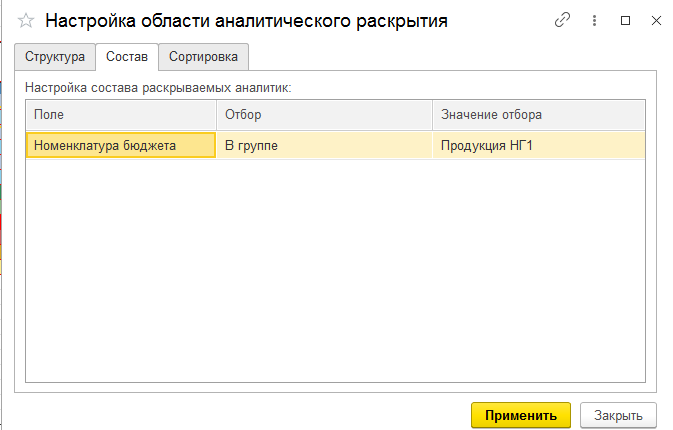 Настройка области аналитического раскрытия
Структура Состав Сортировка
Настройка состава раскрываемых аналитик:
Поле Отбор Значение отбора
Номенклатура бюджета В группе Продукция НГ1
Применить Закрыть